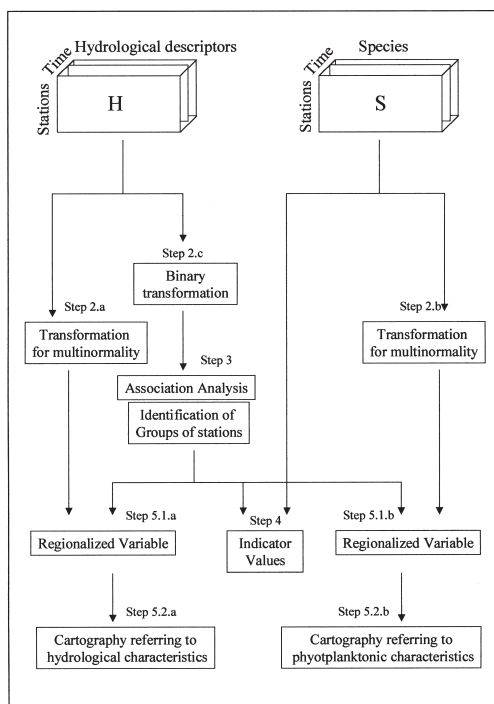 Hydrological descriptors
Time
Stations
H
Species
Time
Stations
S
Step 2.c
Binary
transformation
Step 2.a
Transformation
for multinormality
Step 2.b
Transformation
for multinormality
Step 3
Association Analysis
Identification of
Groups of stations
Step 5.1.a
Regionalized Variable
Step 4
Indicator
Values
Step 5.1.b
Regionalized Variable
Step 5.2.a
Cartography referring to
hydrological characteristics
Step 5.2.b
Cartography referring to
phyotplanktonic characteristics